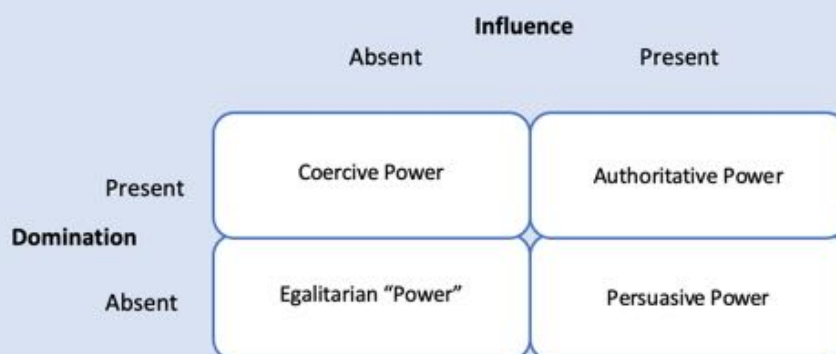 Influence
Absent Present
Coercive Power Authoritative Power
Present
Domination
Egalitarian “Power” Persuasive Power
Absent